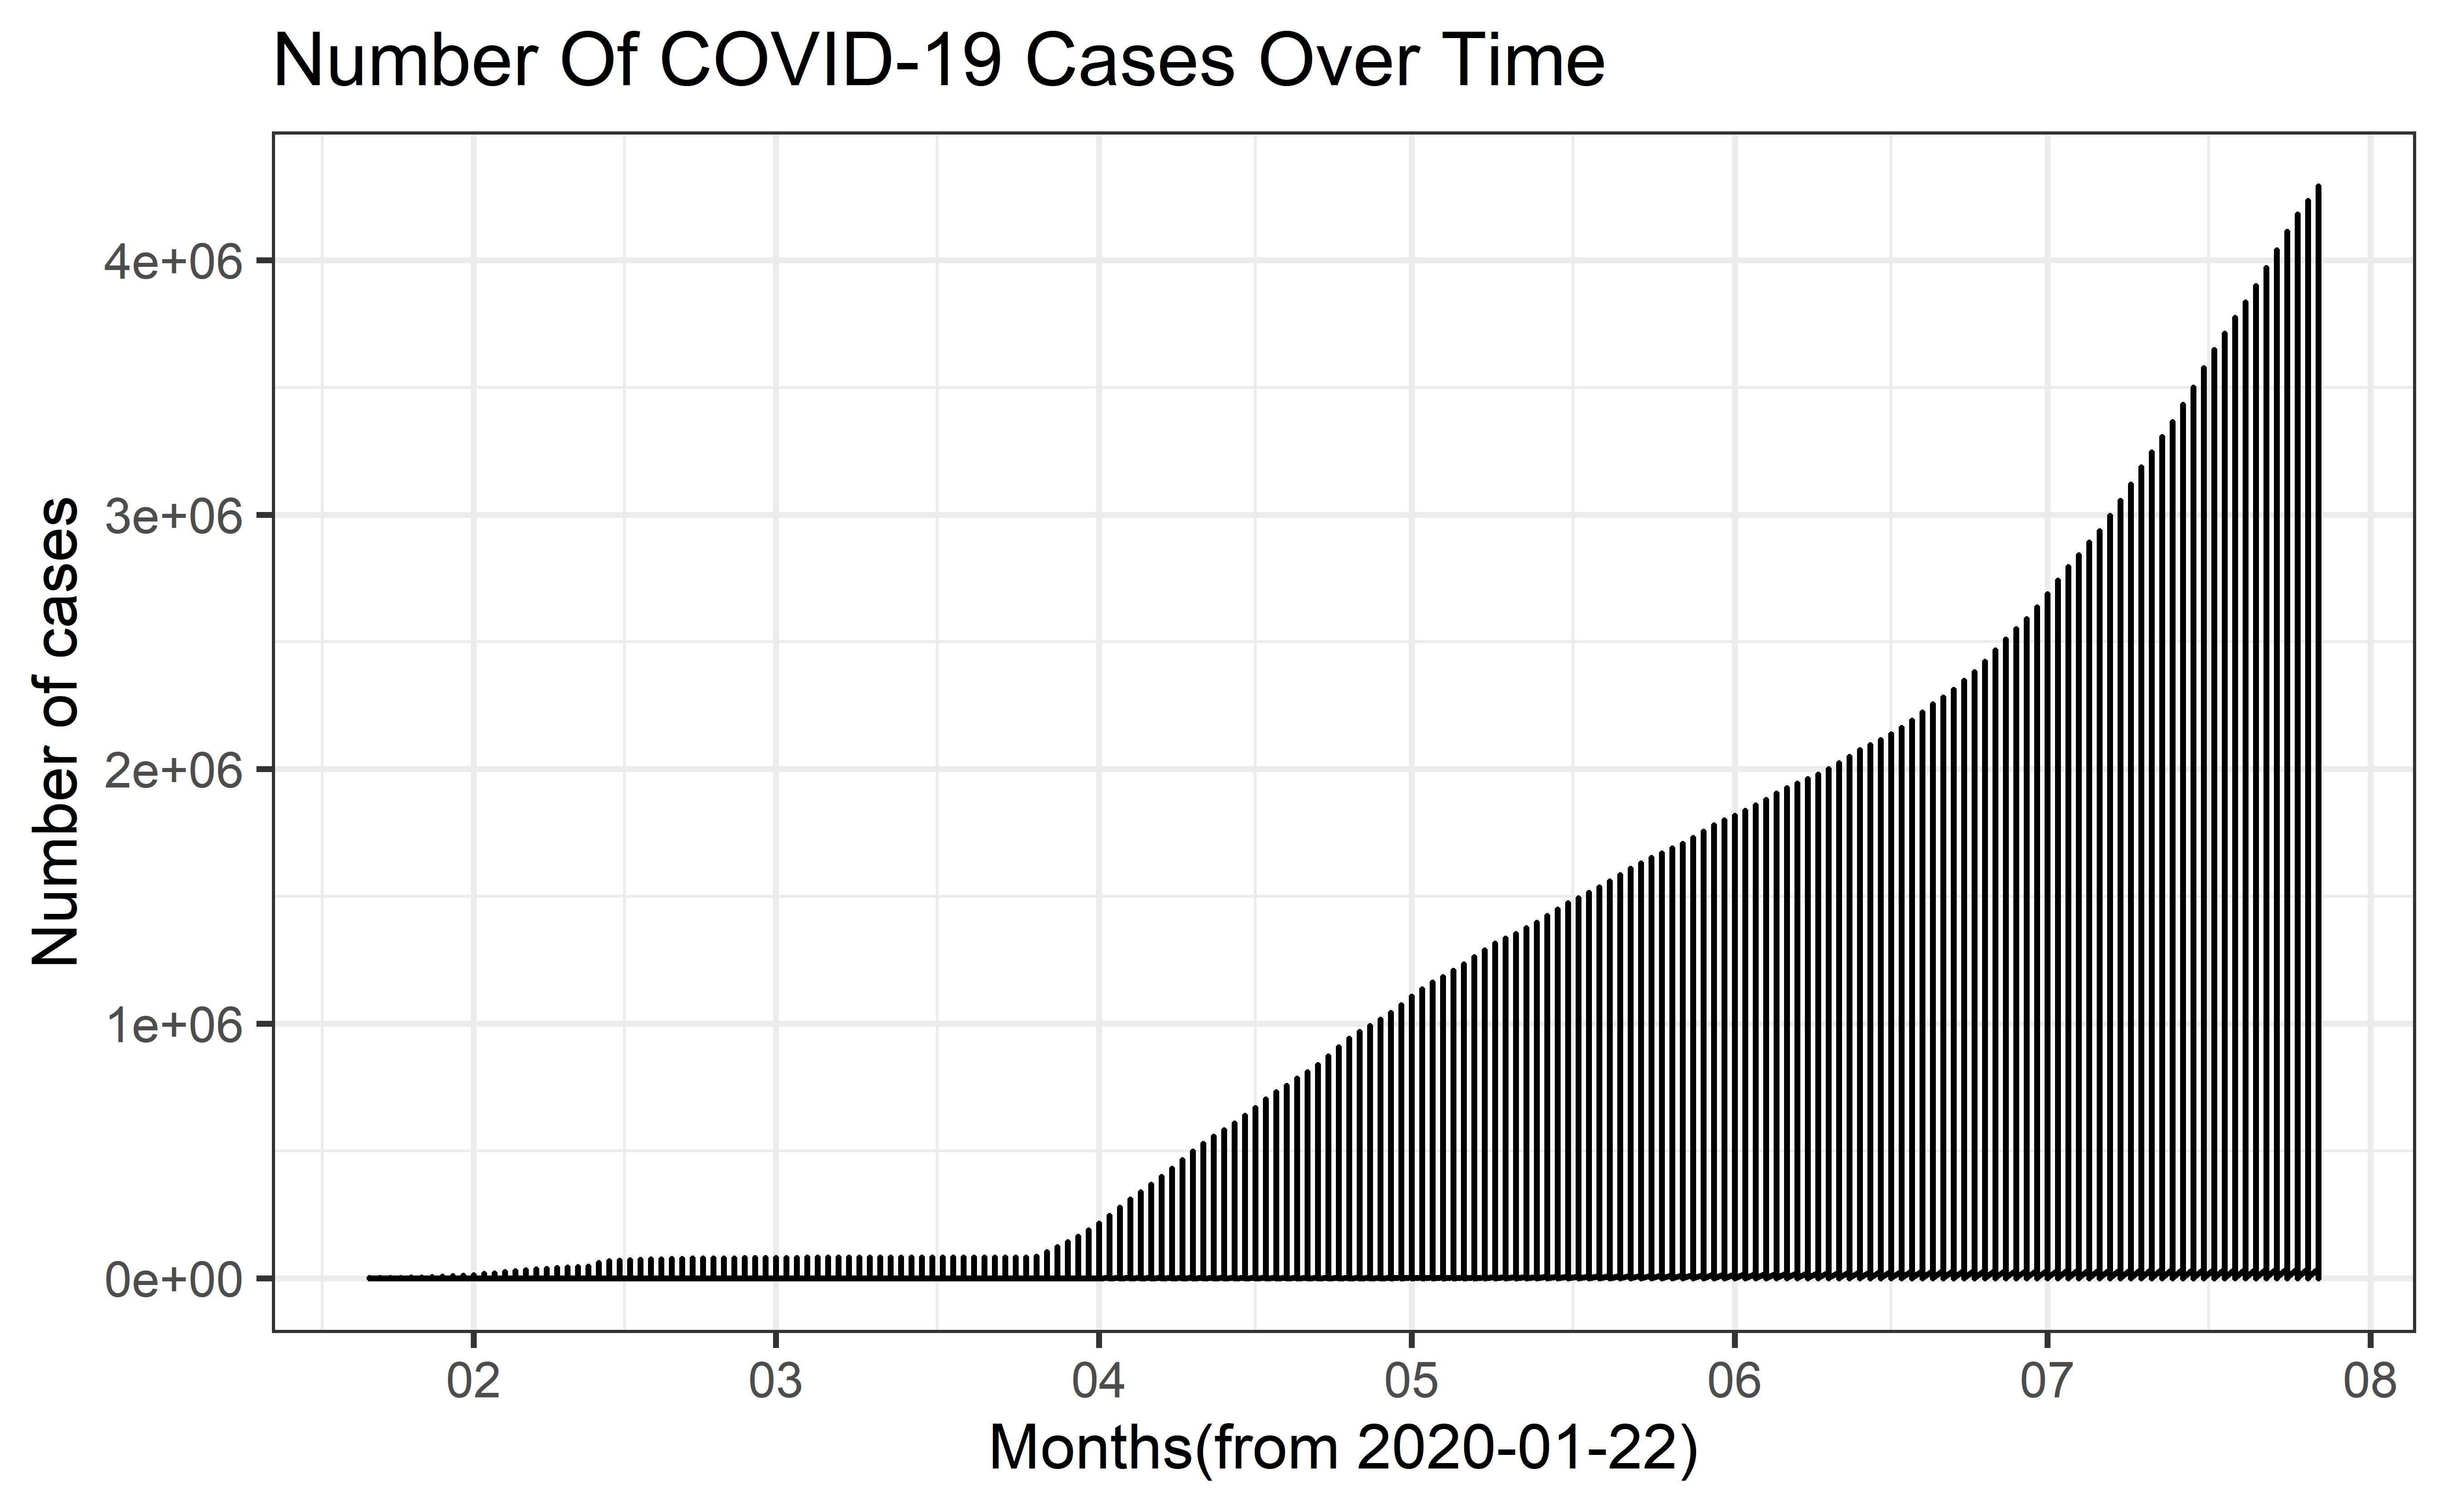 Number Of COVID-19 Cases Over Time
4e+06
3e+06
2e+06
1e+06
0e+00
Number of cases
02 03 04 05 06 07 08
Months(from 2020-01-22)